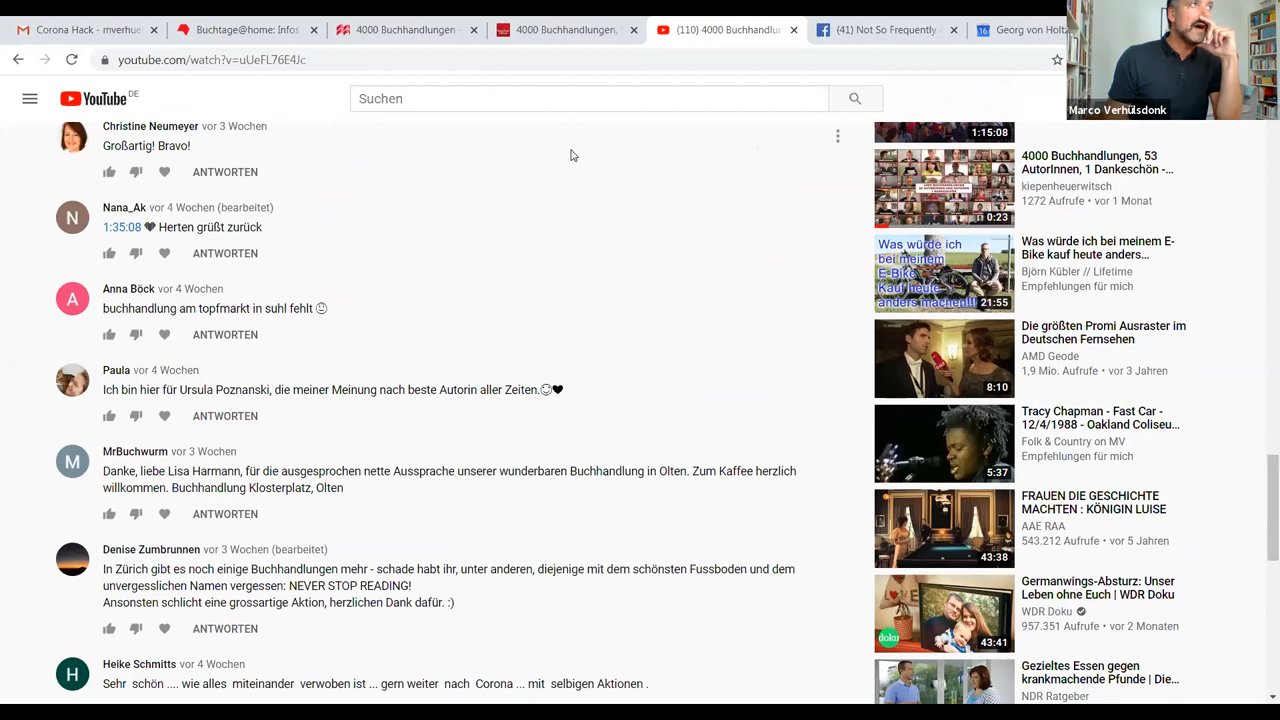 Corona Hack - mverhue
Buchtage@home: Infos
4000 Buchhandlungen -
4000 Buchhandlungen,
(110) 4000 Buchhandlun
(41) Not So Frequently
Georg von Holt
youtube.com/watch?v=uUeFL76E4Jc
Marco Verhülsdonk
YouTube DE
Suchen
Christine Neumeyer vor 3 Wochen
Großartig! Bravo!
ANTWORTEN
Nana_Ak vor 4 Wochen (bearbeitet)
1:35:08 🖤 Herten grüßt zurück
ANTWORTEN
Anna Böck vor 4 Wochen
buchhandlung am topfmarkt in suhl fehlt 🙂
ANTWORTEN
Paula vor 4 Wochen
Ich bin hier für Ursula Poznanski, die meiner Meinung nach beste Autorin aller Zeiten.😊🖤
ANTWORTEN
M
MrBuchwurm vor 3 Wochen
Danke, liebe Lisa Harmann, für die ausgesprochen nette Aussprache unserer wunderbaren Buchhandlung in Olten. Zum Kaffee herzlich
willkommen. Buchhandlung Klosterplatz, Olten
ANTWORTEN
Denise Zumbrunnen vor 3 Wochen (bearbeitet)
In Zürich gibt es noch einige Buchhandlungen mehr - schade habt ihr, unter anderen, diejenige mit dem schönsten Fussboden und dem
unvergesslichen Namen vergessen: NEVER STOP READING!
Ansonsten schlicht eine grossartige Aktion, herzlichen Dank dafür. :)
ANTWORTEN
H
Heike Schmitts vor 4 Wochen
Sehr schön .... wie alles miteinander verwoben ist ... gern weiter nach Corona ... mit selbigen Aktionen .
N
A
1:15:08
0:23
4000 Buchhandlungen, 53
AutorInnen, 1 Dankeschön -...
kiepenheuerwitsch
1272 Aufrufe • vor 1 Monat
Was würde ich
bei meinem
E-Bike
Kauf heute
anders machen!!!
21:55
Was würde ich bei meinem E-
Bike kauf heute anders...
Björn Kübler // Lifetime
Empfehlungen für mich
8:10
Die größten Promi Ausraster im
Deutschen Fernsehen
AMD Geode
1,9 Mio. Aufrufe • vor 3 Jahren
5:37
Tracy Chapman - Fast Car -
12/4/1988 - Oakland Coliseu...
Folk & Country on MV
Empfehlungen für mich
43:38
FRAUEN DIE GESCHICHTE
MACHTEN : KÖNIGIN LUISE
AAE RAA
543.212 Aufrufe • vor 5 Jahren
doku
43:41
Germanwings-Absturz: Unser
Leben ohne Euch | WDR Doku
WDR Doku
957.351 Aufrufe • vor 2 Monaten
Gezieltes Essen gegen
krankmachende Pfunde | Die...
NDR Ratgeber